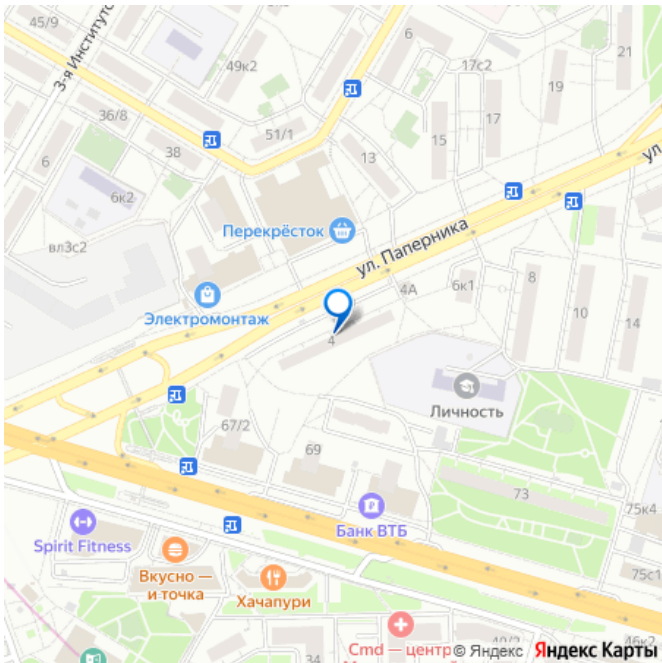 45/9
3-я Институтс
49к2
6
17с2
21
19
36/8
38
51/1
13
15
17
6
6к2
вл3с2
Перекрёсток
ул. Паперника
ул.
Электромонтаж
4А
6к1
8
10
14
4
Личность
67/2
69
73
75к4
Банк ВТБ
Spirit Fitness
Вкусно —
и точка
Хачапури
75с1
34
Cmd — центр
40/2
46к2
© Яндекс
Яндекс Карты